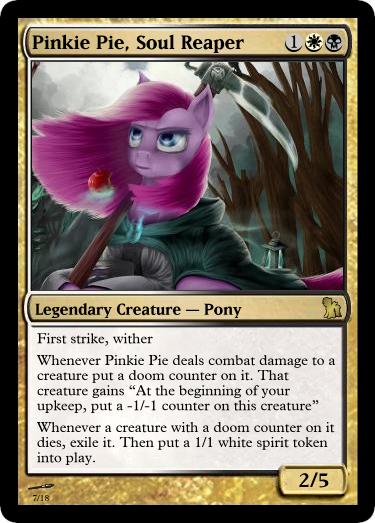 Pinkie Pie, Soul Reaper 1
Legendary Creature — Pony
First strike, wither
Whenever Pinkie Pie deals combat damage to a
creature put a doom counter on it. That
creature gains “At the beginning of your
upkeep, put a -1/-1 counter on this creature”
Whenever a creature with a doom counter on it
dies, exile it. Then put a 1/1 white spirit token
into play.
2/5
7/18